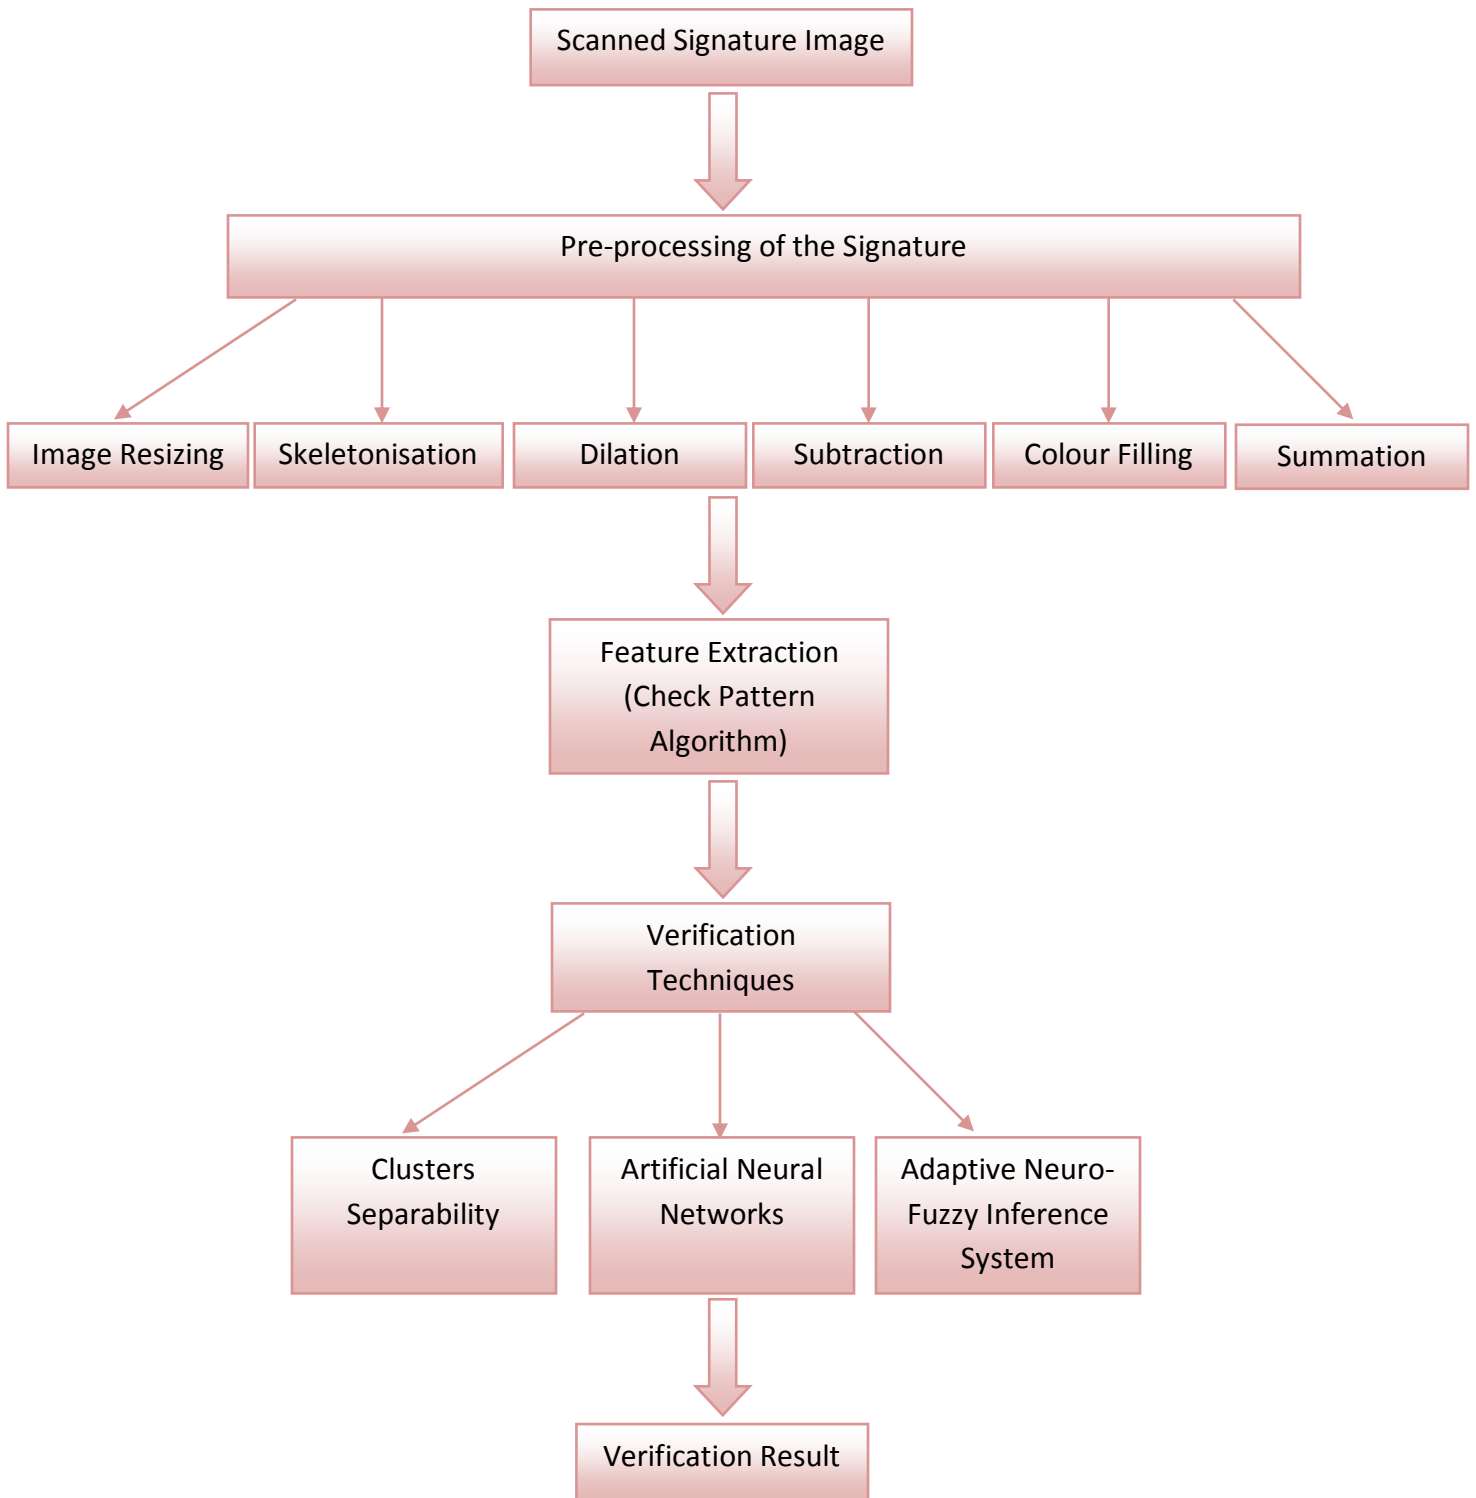 Scanned Signature Image
Pre-processing of the Signature
Image Resizing
Skeletonisation
Dilation
Subtraction
Colour Filling
Summation
Feature Extraction
(Check Pattern
Algorithm)
Verification
Techniques
Clusters
Separability
Artificial Neural
Networks
Adaptive Neuro-
Fuzzy Inference
System
Verification Result